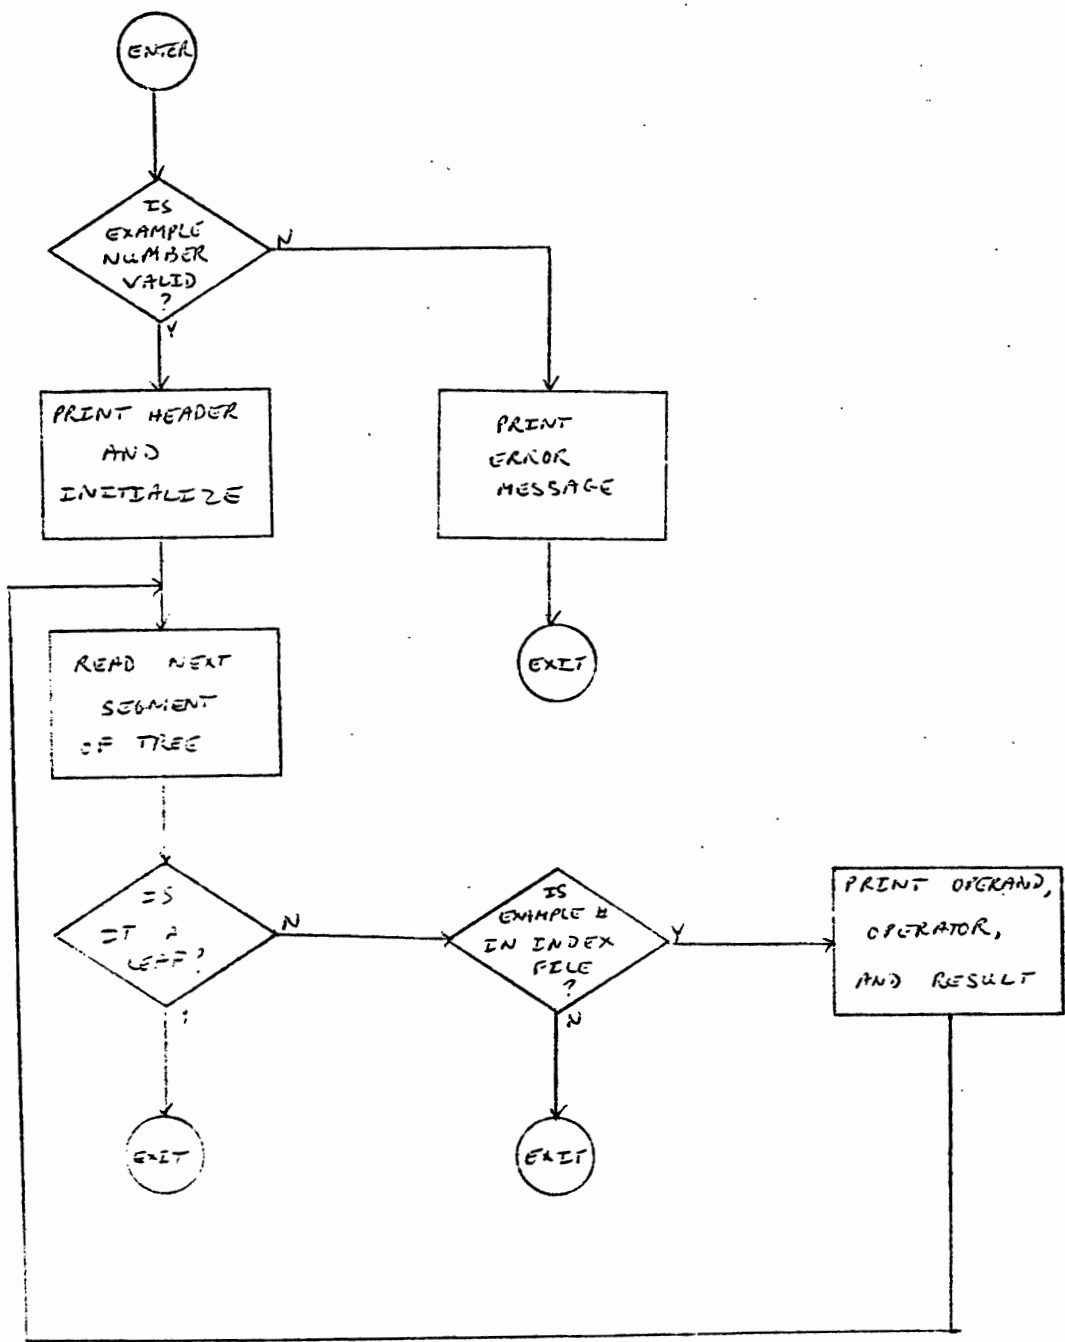 ENTER
IS
EXAMPLE
NUMBER
VALID
?
N
Y
PRINT HEADER
AND
INITIALIZE
PRINT
ERROR
MESSAGE
EXIT
READ NEXT
SEGMENT
OF TREE
IS
IT A
LEAF?
N
IS
EXAMPLE #
IN INDEX
FILE
?
Y
N
PRINT OPERAND,
OPERATOR,
AND RESULT
EXIT
EXIT